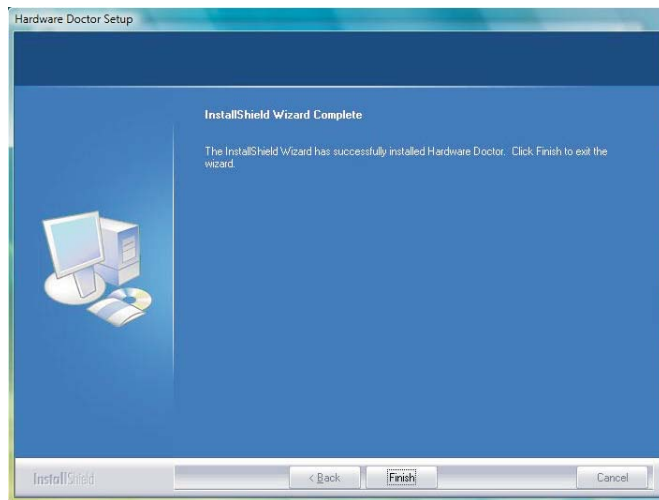 Hardware Doctor Setup
InstallShield Wizard Complete
The InstallShield Wizard has successfully installed Hardware Doctor. Click Finish to exit the
wizard.
InstallShield
< Back Finish Cancel